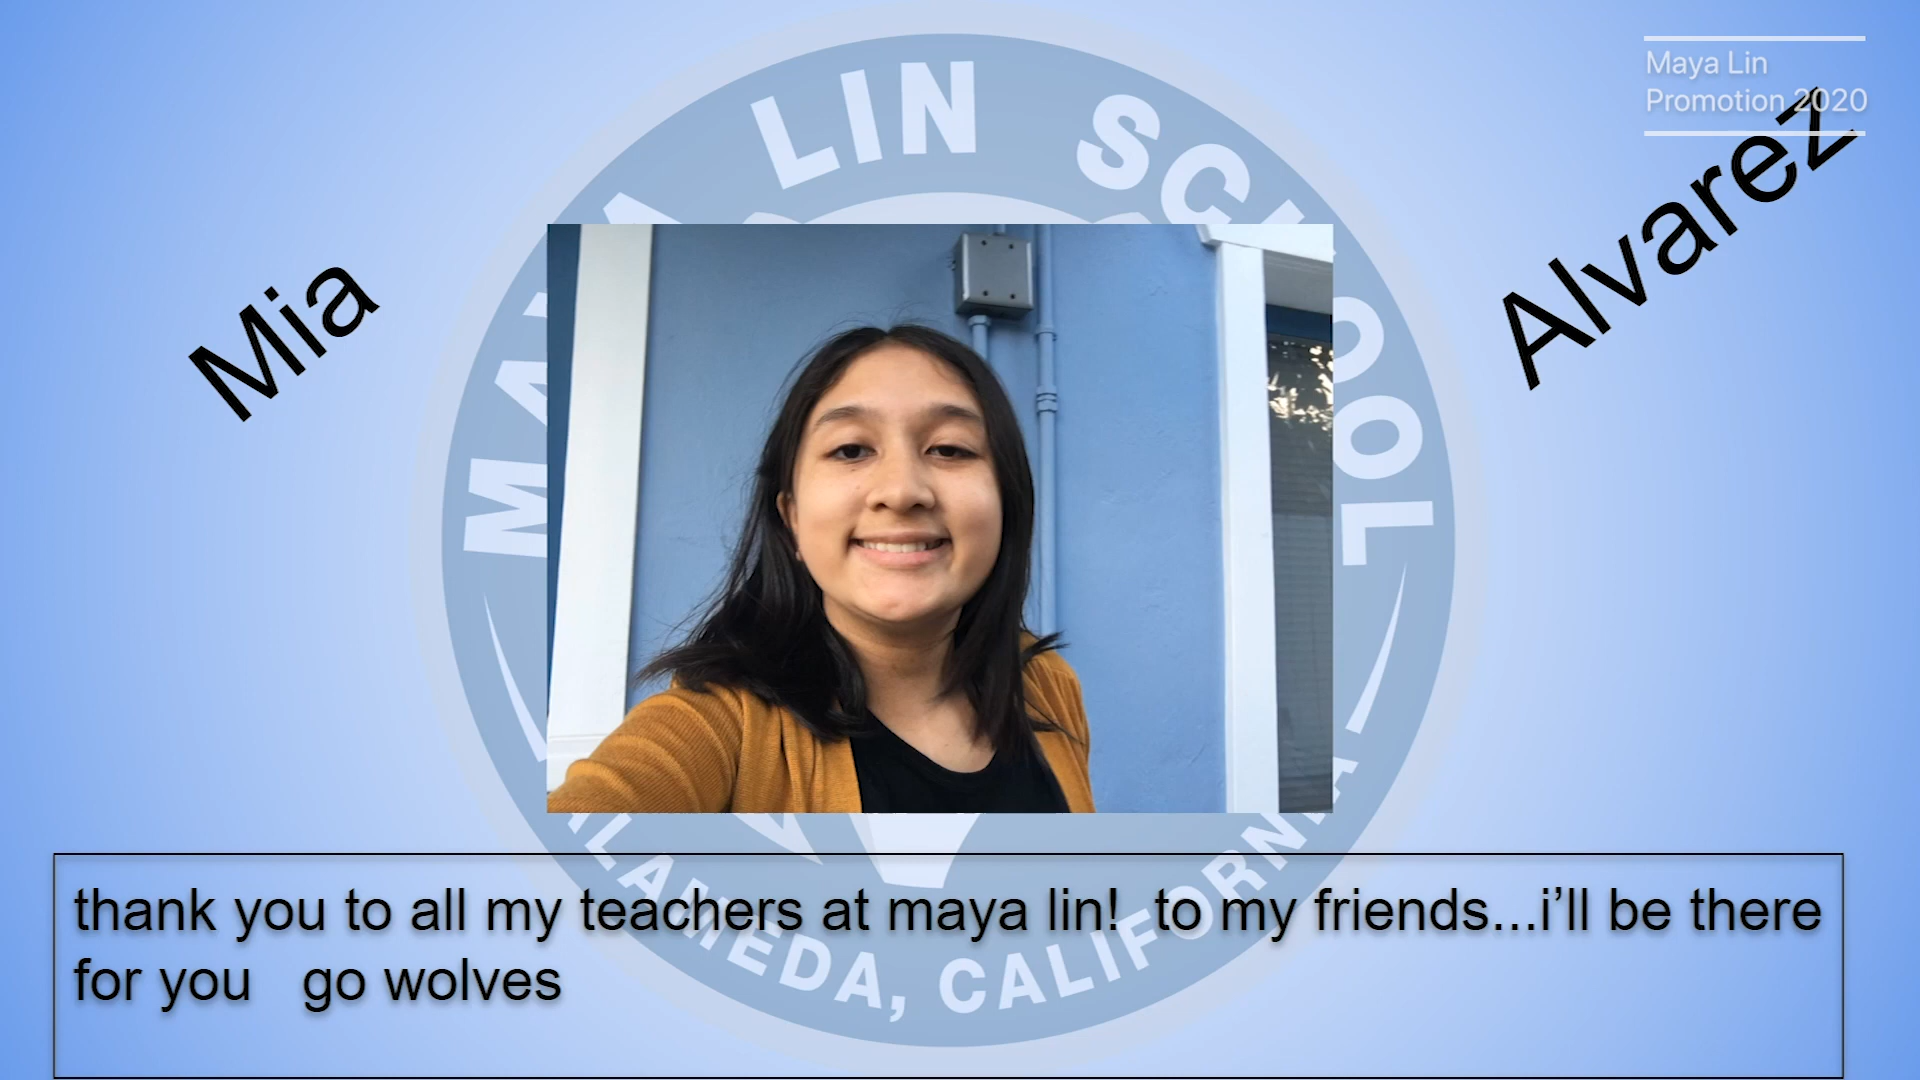 Maya Lin
Promotion 2020
Mia
Alvarez
MAYA LIN SCHOOL
ALAMEDA, CALIFORNIA
thank you to all my teachers at maya lin!  to my friends...i’ll be there
for you   go wolves